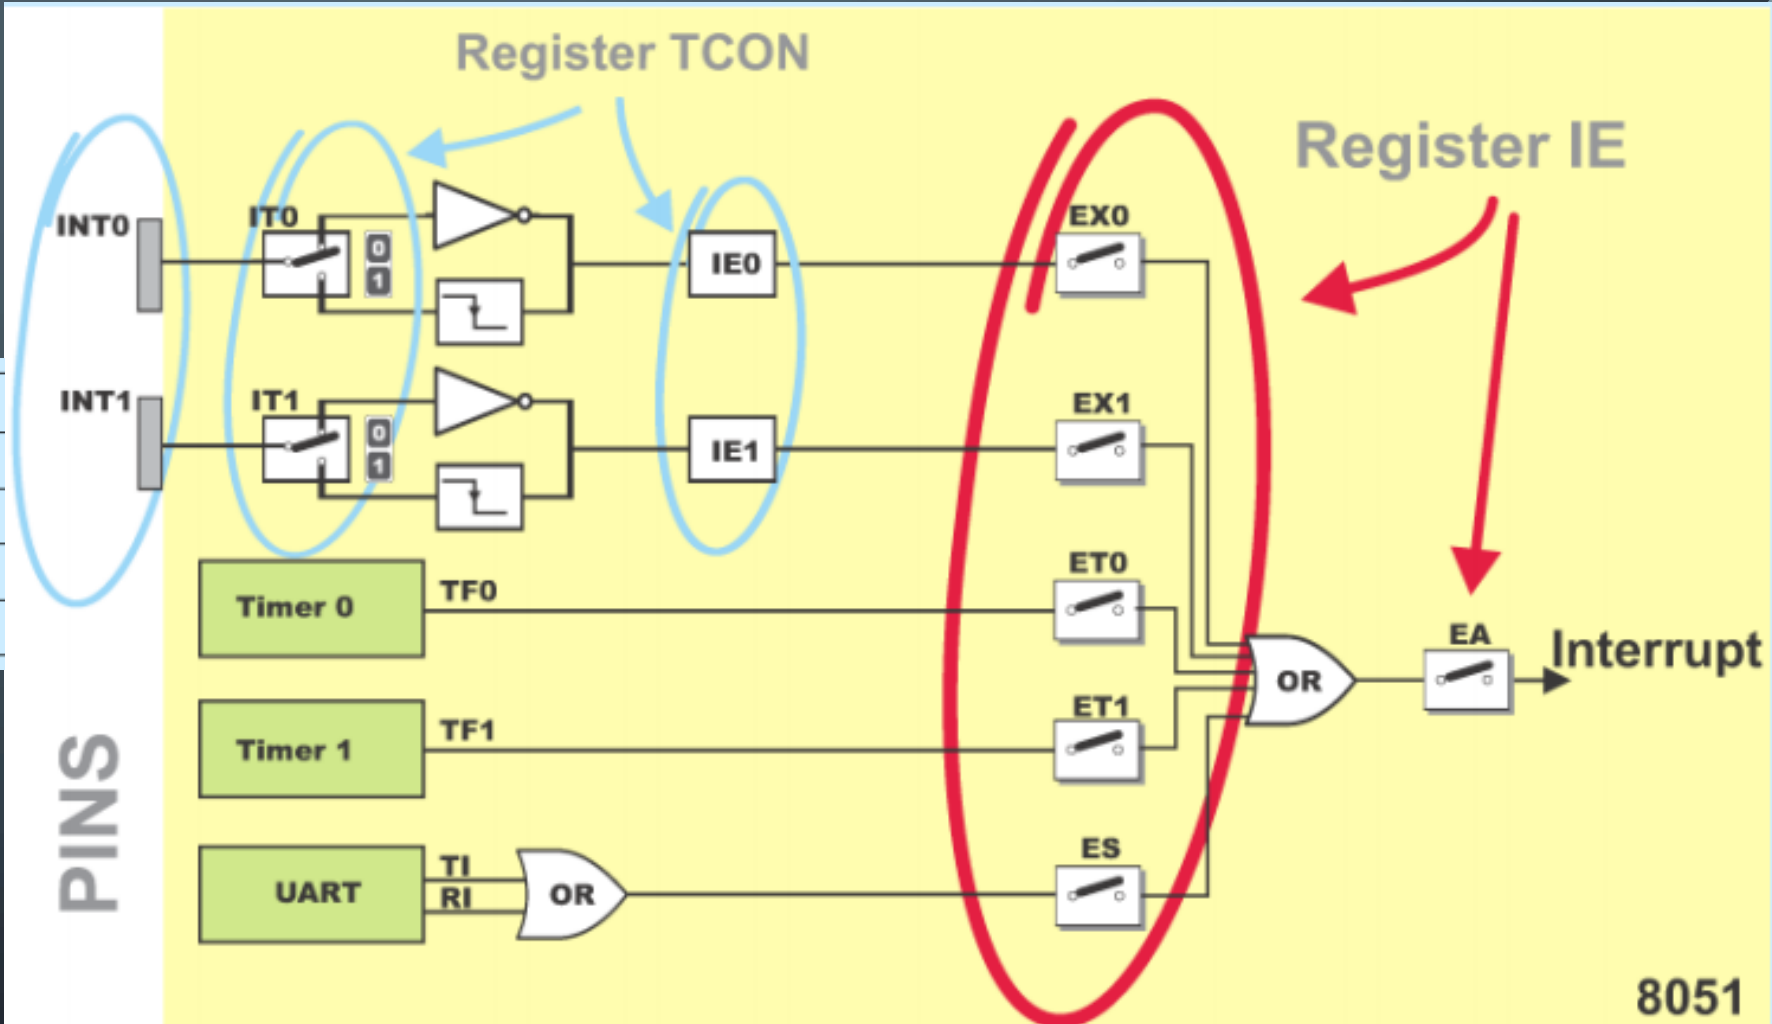 Register TCON
Register IE
INT0
IT0
0
1
IE0
EX0
INT1
IT1
0
1
IE1
EX1
Timer 0
TF0
ET0
OR
EA
Interrupt
Timer 1
TF1
ET1
UART
TI
RI
OR
ES
PINS
8051